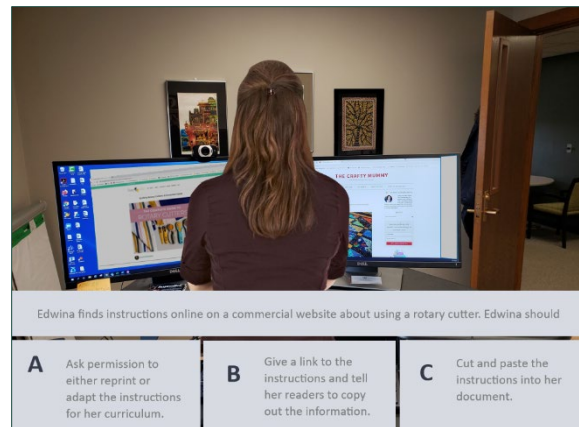 THE CRAFTY MUMMY
DELL
DELL
Edwina finds instructions online on a commercial website about using a rotary cutter. Edwina should
A
Ask permission to
either reprint or
adapt the instructions
for her curriculum.
B
Give a link to the
instructions and tell
her readers to copy
out the information.
C
Cut and paste the
instructions into her
document.